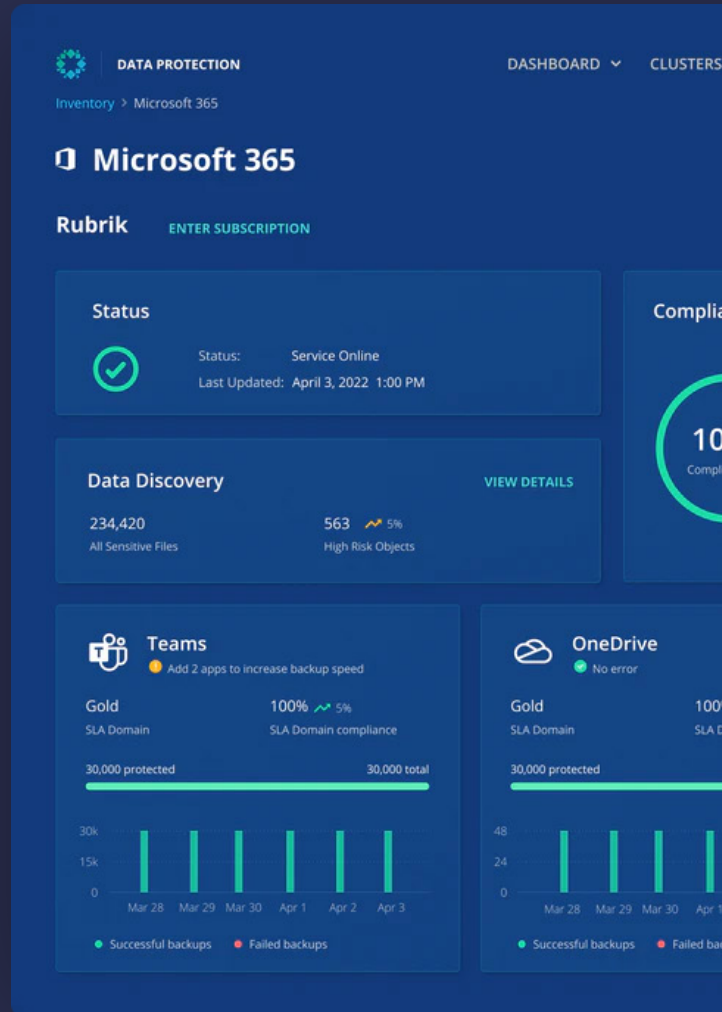 DATA PROTECTION
DASHBOARD CLUSTERS
Inventory > Microsoft 365
Microsoft 365
Rubrik ENTER SUBSCRIPTION
Status
Status: Service Online
Last Updated: April 3, 2022 1:00 PM
Data Discovery VIEW DETAILS
234,420
All Sensitive Files
563 5%
High Risk Objects
Teams
Add 2 apps to increase backup speed
Gold
SLA Domain
100% 5%
SLA Domain compliance
30,000 protected 30,000 total
30k
15k
0
Mar 28 Mar 29 Mar 30 Apr 1 Apr 2 Apr 3
Successful backups Failed backups
OneDrive
No error
Gold
SLA Domain
100%
SLA
30,000 protected
48
24
0
Mar 28 Mar 29 Mar 30 Apr 1
Successful backups Failed